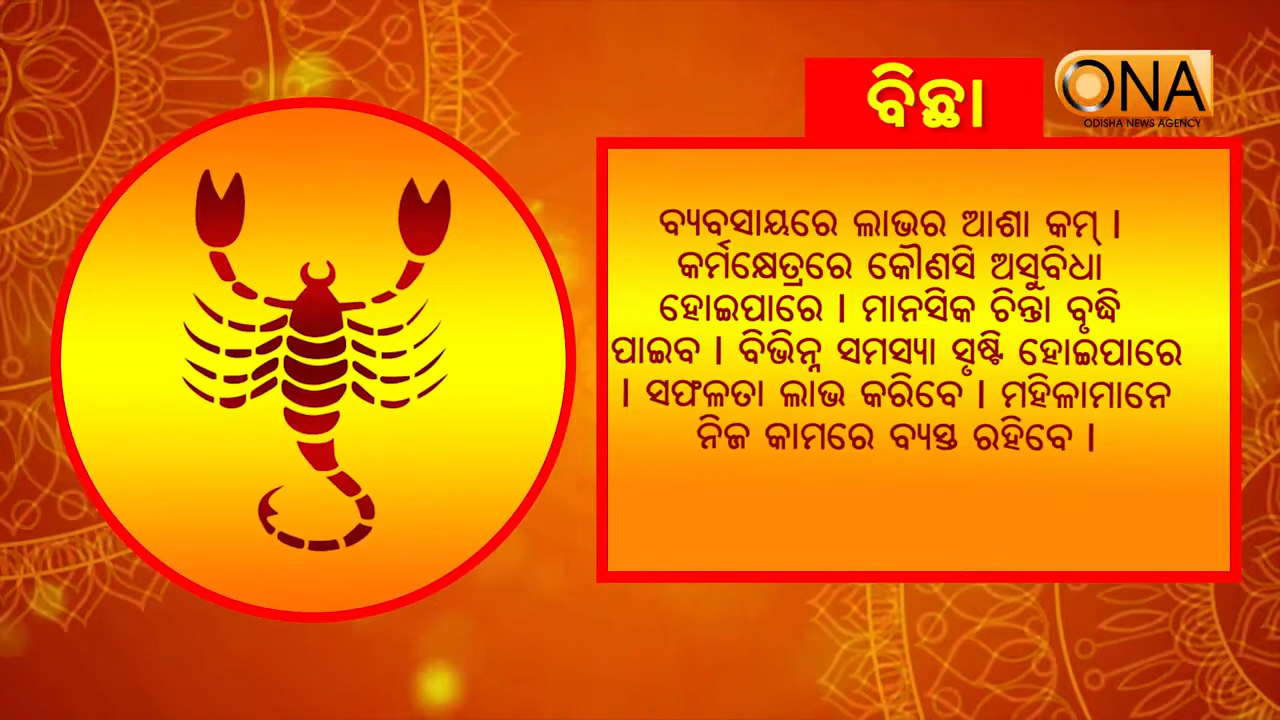 ବିଛା
ONA
ODISHA NEWS AGENCY
ବ୍ୟବସାୟରେ ଲାଭର ଆଶା କମ୍ ।
କର୍ମକ୍ଷେତ୍ରରେ କୌଣସି ଅସୁବିଧା
ହୋଇପାରେ । ମାନସିକ ଚିନ୍ତା ବୃଦ୍ଧି
ପାଇବ । ବିଭିନ୍ନ ସମସ୍ୟା ସୃଷ୍ଟି ହୋଇପାରେ
। ସଫଳତା ଲାଭ କରିବେ । ମହିଳାମାନେ
ନିଜ କାମରେ ବ୍ୟସ୍ତ ରହିବେ ।